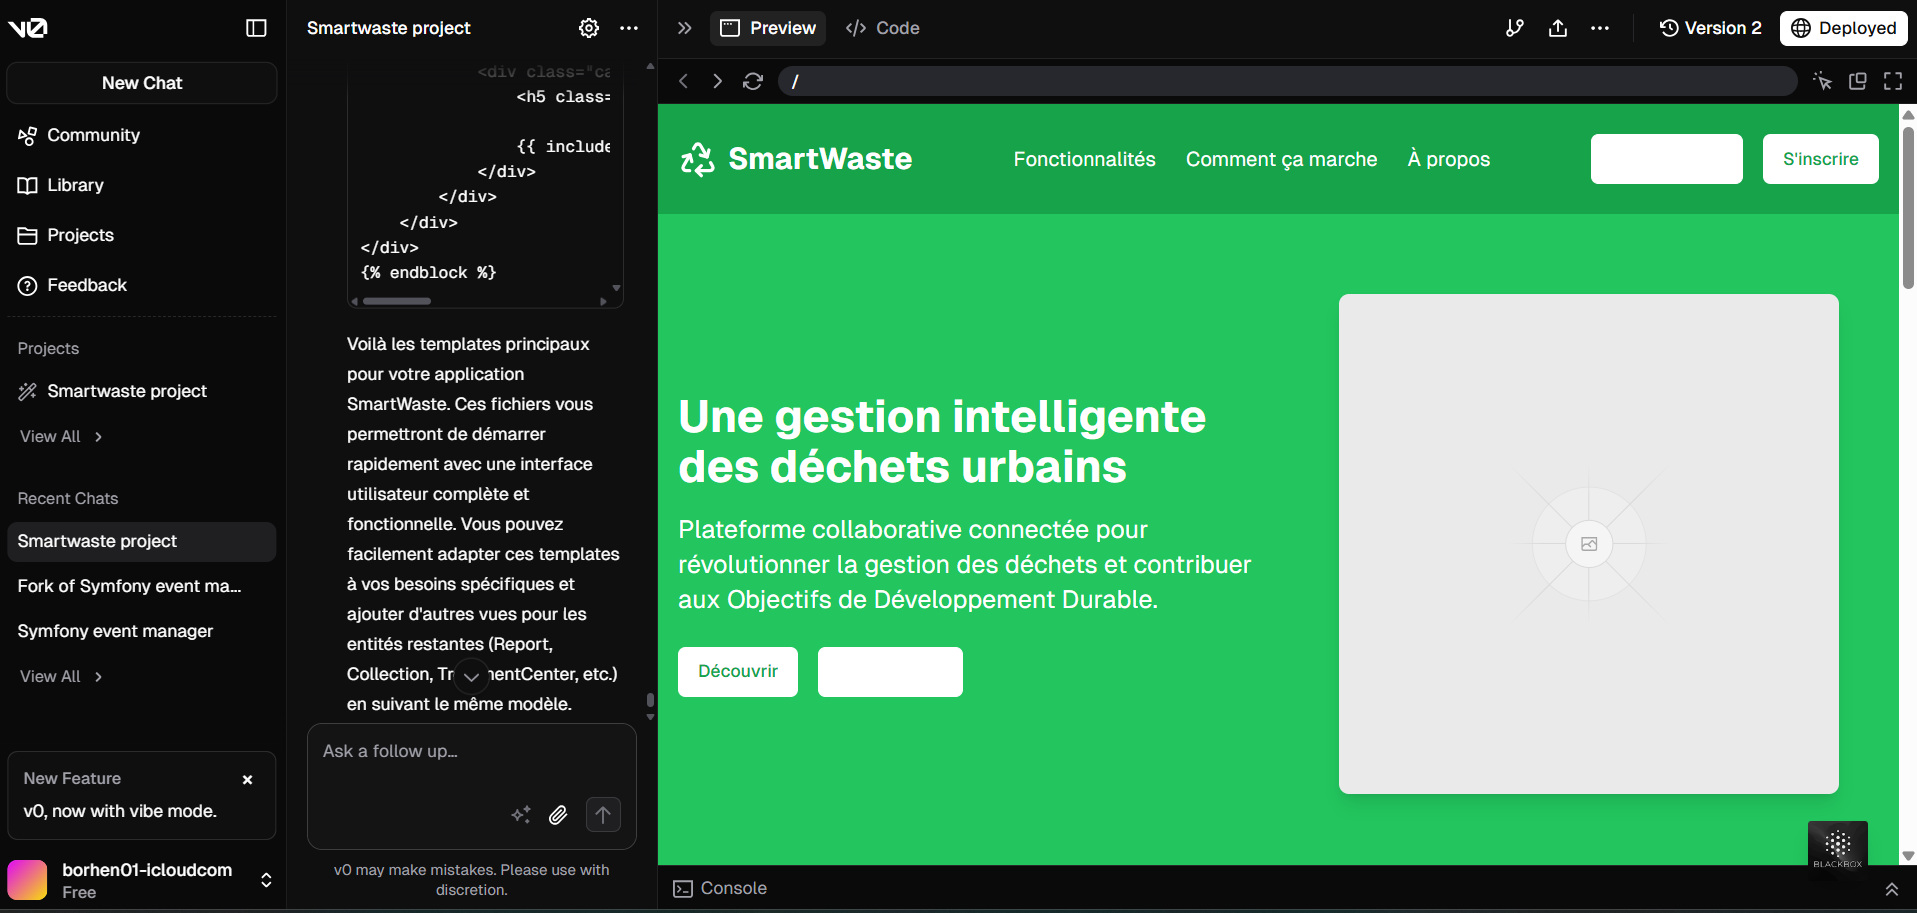 v0
New Chat
Community
Library
Projects
Feedback
Projects
Smartwaste project
View All
Recent Chats
Smartwaste project
Fork of Symfony event ma...
Symfony event manager
View All
New Feature
v0, now with vibe mode.
borhen01-icloudcom
Free
Smartwaste project
<div class="ca
<h5 class=
{{ include
</div>
</div>
</div>
</div>
{% endblock %}
Voilà les templates principaux
pour votre application
SmartWaste. Ces fichiers vous
permettront de démarrer
rapidement avec une interface
utilisateur complète et
fonctionnelle. Vous pouvez
facilement adapter ces templates
à vos besoins spécifiques et
ajouter d'autres vues pour les
entités restantes (Report,
Collection, Tr mentCenter, etc.)
en suivant le même modèle.
Ask a follow up...
v0 may make mistakes. Please use with
discretion.
Preview
Code
Version 2
Deployed
/
SmartWaste
Fonctionnalités
Comment ça marche
À propos
S'inscrire
Une gestion intelligente
des déchets urbains
Plateforme collaborative connectée pour
révolutionner la gestion des déchets et contribuer
aux Objectifs de Développement Durable.
Découvrir
BLACKBOX
Console